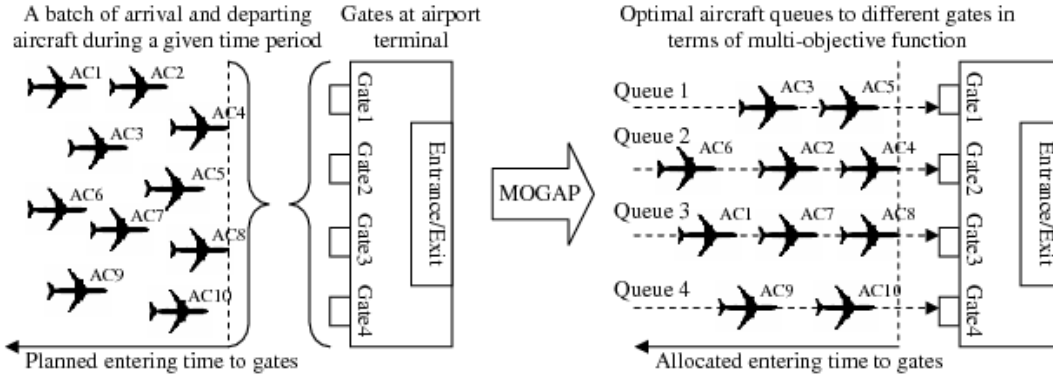 A batch of arrival and departing
aircraft during a given time period
Gates at airport
terminal
Optimal aircraft queues to different gates in
terms of multi-objective function
AC1
AC2
AC4
AC3
AC5
AC6
AC7
AC8
AC9
AC10
Planned entering time to gates
Gate1
Gate2
Gate3
Gate4
Entrance/Exit
MOGAP
Queue 1
AC3
AC5
Queue 2
AC6
AC2
AC4
Queue 3
AC1
AC7
AC8
Queue 4
AC9
AC10
Allocated entering time to gates
Gate1
Gate2
Gate3
Gate4
Entrance/Exit